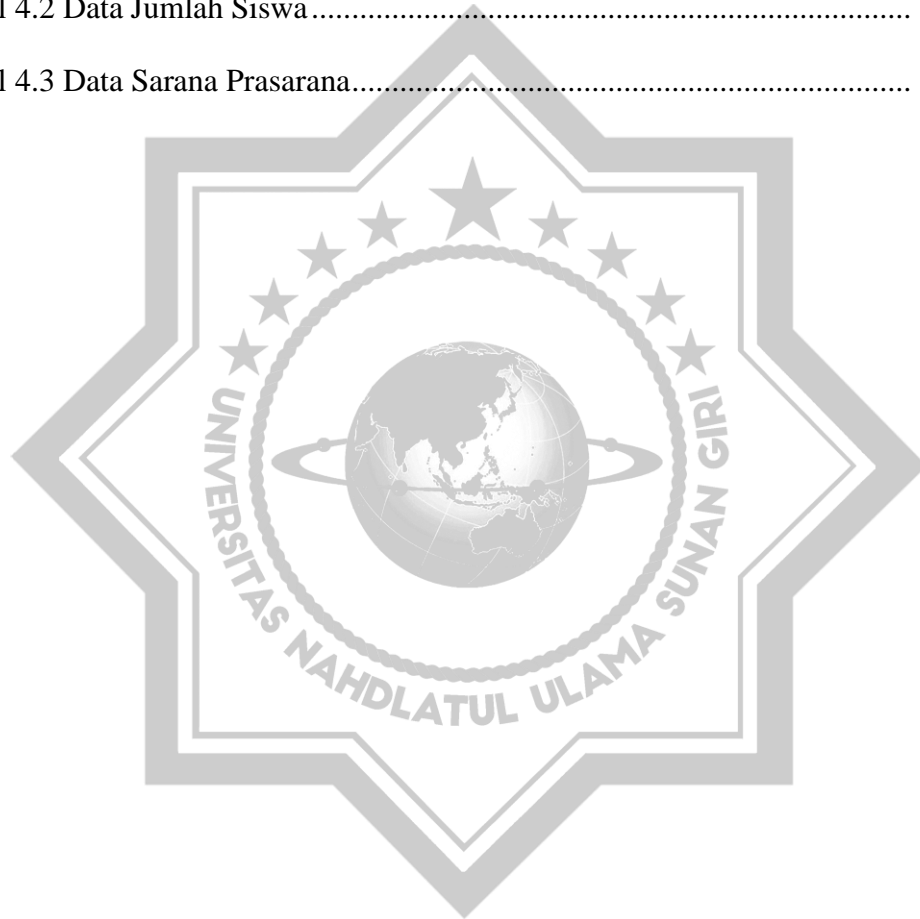 l 4.2 Data Jumlah Siswa..........................................................................
l 4.3 Data Sarana Prasarana.....................................................................
UNIVERSITAS NAHDLATUL ULAMA SUNAN GIRI